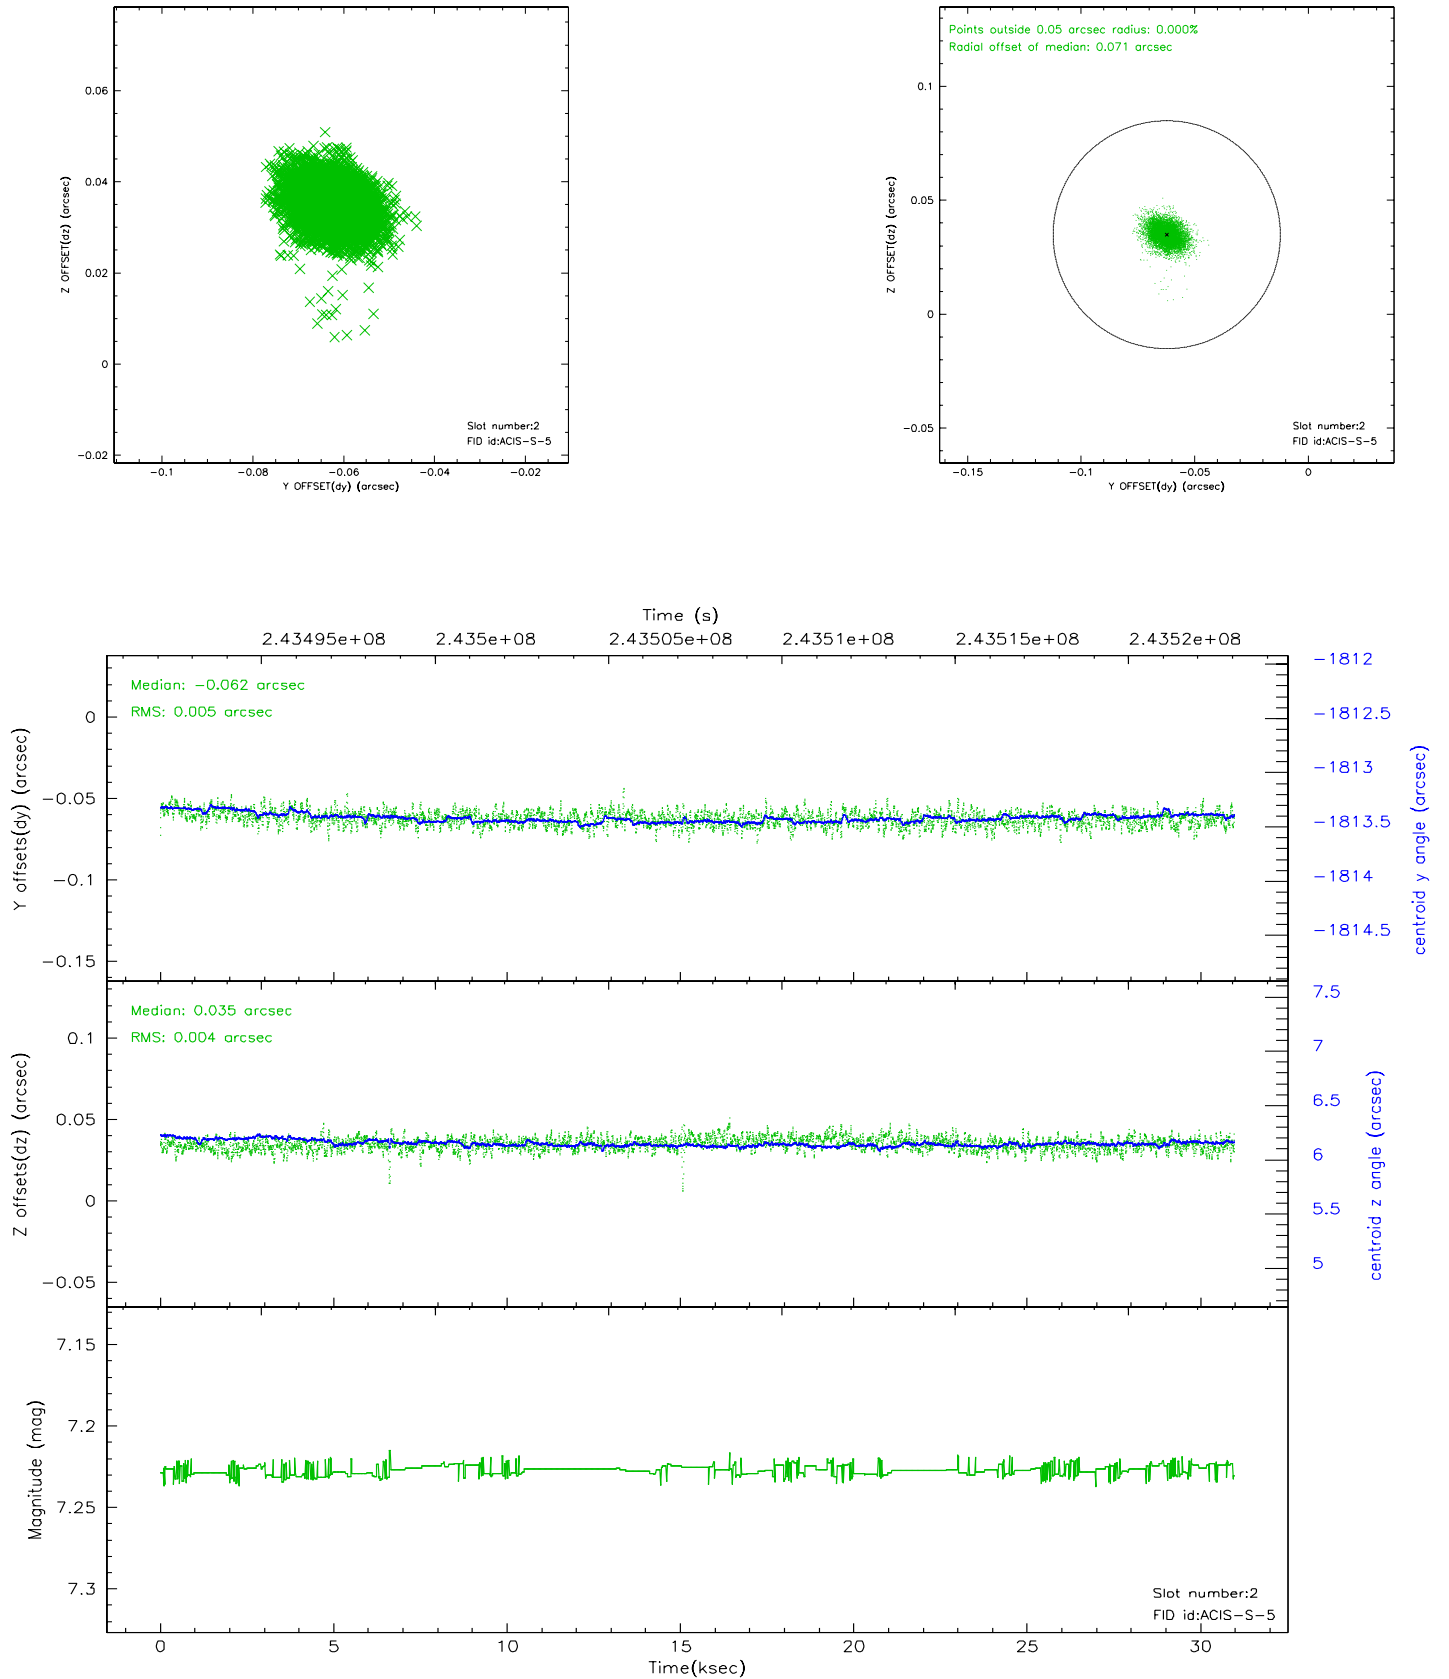 0.06
0.04
0.02
0
−0.02
Z OFFSET(dz) (arcsec)
Slot number:2
FID id:ACIS−S−5
−0.1
−0.08
−0.06
−0.04
−0.02
Y OFFSET(dy) (arcsec)
Points outside 0.05 arcsec radius: 0.000%
Radial offset of median: 0.071 arcsec
0.1
0.05
0
−0.05
Z OFFSET(dz) (arcsec)
Slot number:2
FID id:ACIS−S−5
−0.15
−0.1
−0.05
0
Y OFFSET(dy) (arcsec)
Time (s)
2.43495e+08
2.435e+08
2.43505e+08
2.4351e+08
2.43515e+08
2.4352e+08
Median: −0.062 arcsec
RMS: 0.005 arcsec
0
−0.05
−0.1
−0.15
Y offsets(dy) (arcsec)
−1812
−1812.5
−1813
−1813.5
−1814
−1814.5
centroid y angle (arcsec)
Median: 0.035 arcsec
RMS: 0.004 arcsec
0.1
0.05
0
−0.05
Z offsets(dz) (arcsec)
7.5
7
6.5
6
5.5
5
centroid z angle (arcsec)
7.15
7.2
7.25
7.3
Magnitude (mag)
Slot number:2
FID id:ACIS−S−5
0
5
10
15
20
25
30
Time(ksec)